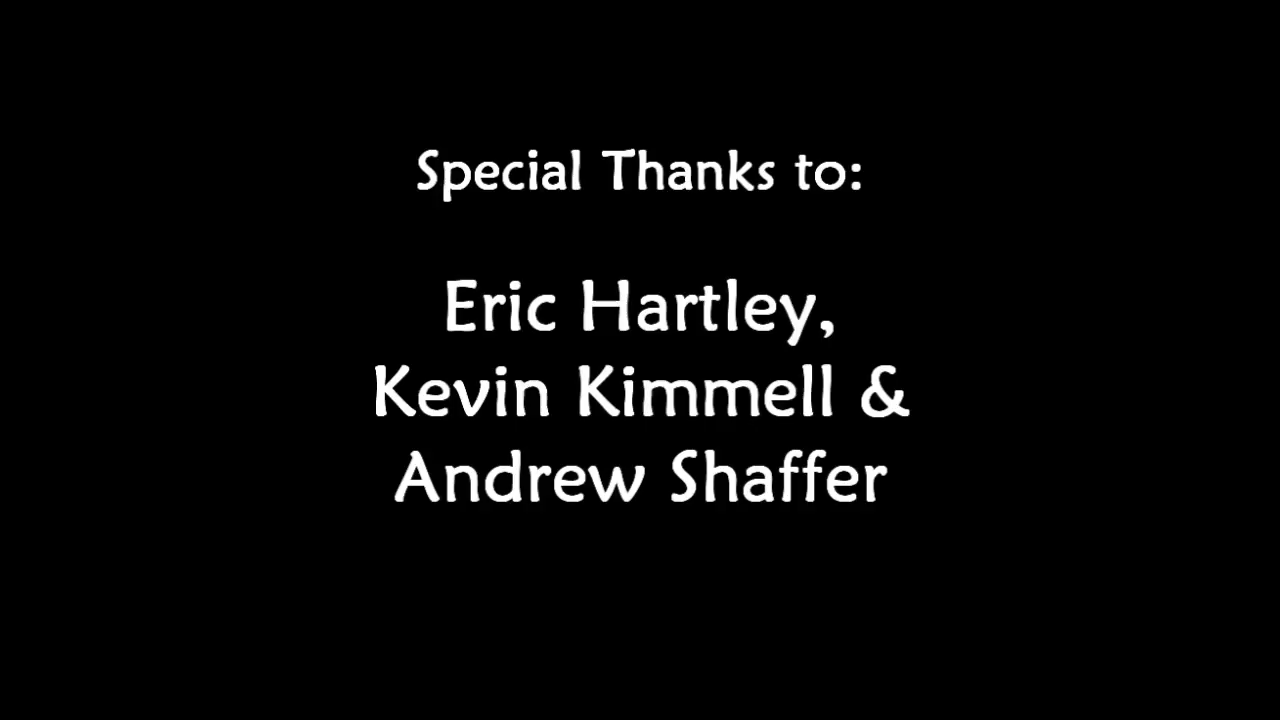 Special Thanks to:
Eric Hartley,
Kevin Kimmell &
Andrew Shaffer